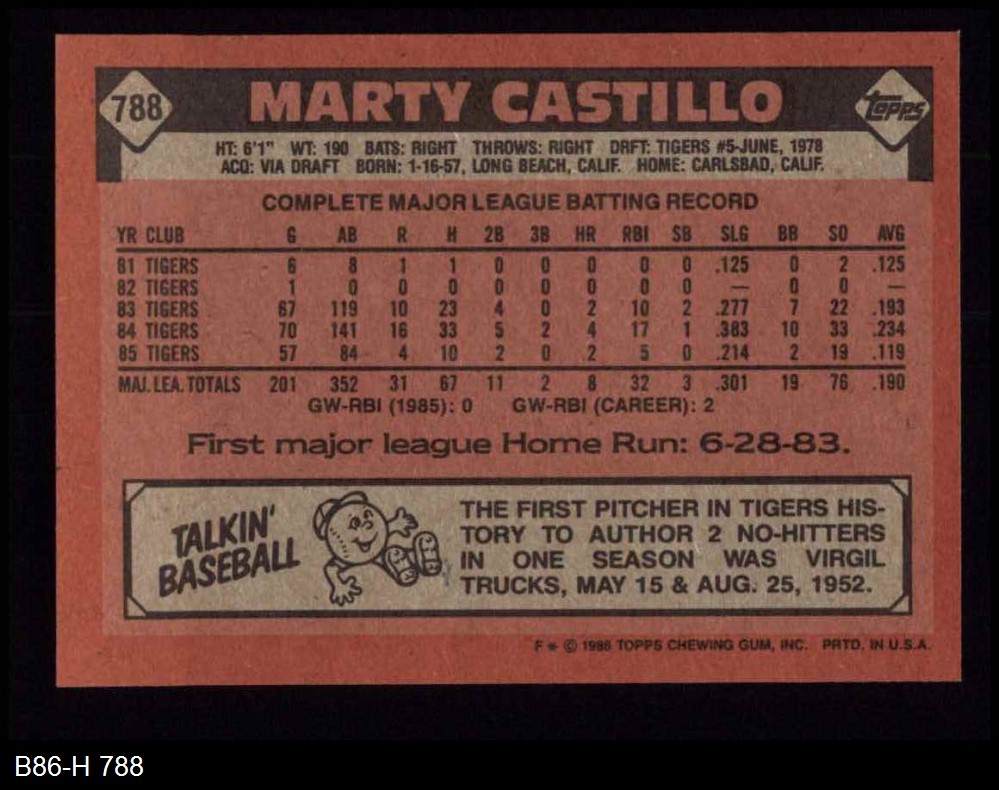 788 MARTY CASTILLO topps
HT: 6'1" WT: 190 BATS: RIGHT THROWS: RIGHT DRFT: TIGERS #5-JUNE, 1978
ACQ: VIA DRAFT BORN: 1-16-57, LONG BEACH, CALIF. HOME: CARLSBAD, CALIF.
COMPLETE MAJOR LEAGUE BATTING RECORD
YR CLUB G AB R H 2B 3B HR RBI SB SLG BB SO AVG
81 TIGERS 6 8 1 1 0 0 0 0 0 .125 0 2 .125
82 TIGERS 1 0 0 0 0 0 0 0 0 — 0 0 —
83 TIGERS 67 119 10 23 4 0 2 10 2 .277 7 22 .193
84 TIGERS 70 141 16 33 5 2 4 17 1 .383 10 33 .234
85 TIGERS 57 84 4 10 2 0 2 5 0 .214 2 19 .119
MAJ. LEA. TOTALS 201 352 31 67 11 2 8 32 3 .301 19 76 .190
GW-RBI (1985): 0 GW-RBI (CAREER): 2
First major league Home Run: 6-28-83.
TALKIN'
BASEBALL
THE FIRST PITCHER IN TIGERS HIS-
TORY TO AUTHOR 2 NO-HITTERS
IN ONE SEASON WAS VIRGIL
TRUCKS, MAY 15 & AUG. 25, 1952.
F * © 1986 TOPPS CHEWING GUM, INC. PRTD. IN U.S.A.
B86-H 788